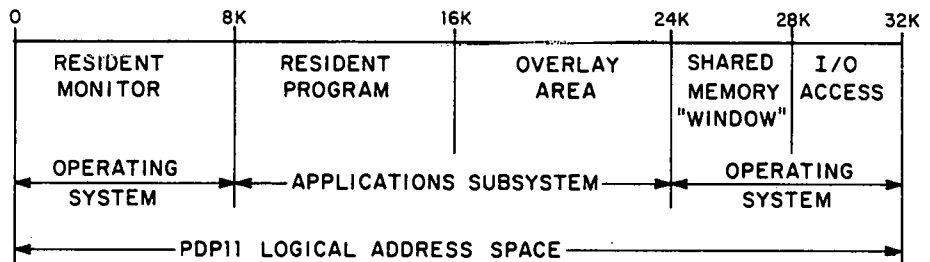 0 8K 16K 24K 28K 32K
RESIDENT MONITOR
RESIDENT PROGRAM
OVERLAY AREA
SHARED MEMORY "WINDOW"
I/O ACCESS
OPERATING SYSTEM
APPLICATIONS SUBSYSTEM
OPERATING SYSTEM
PDP11 LOGICAL ADDRESS SPACE